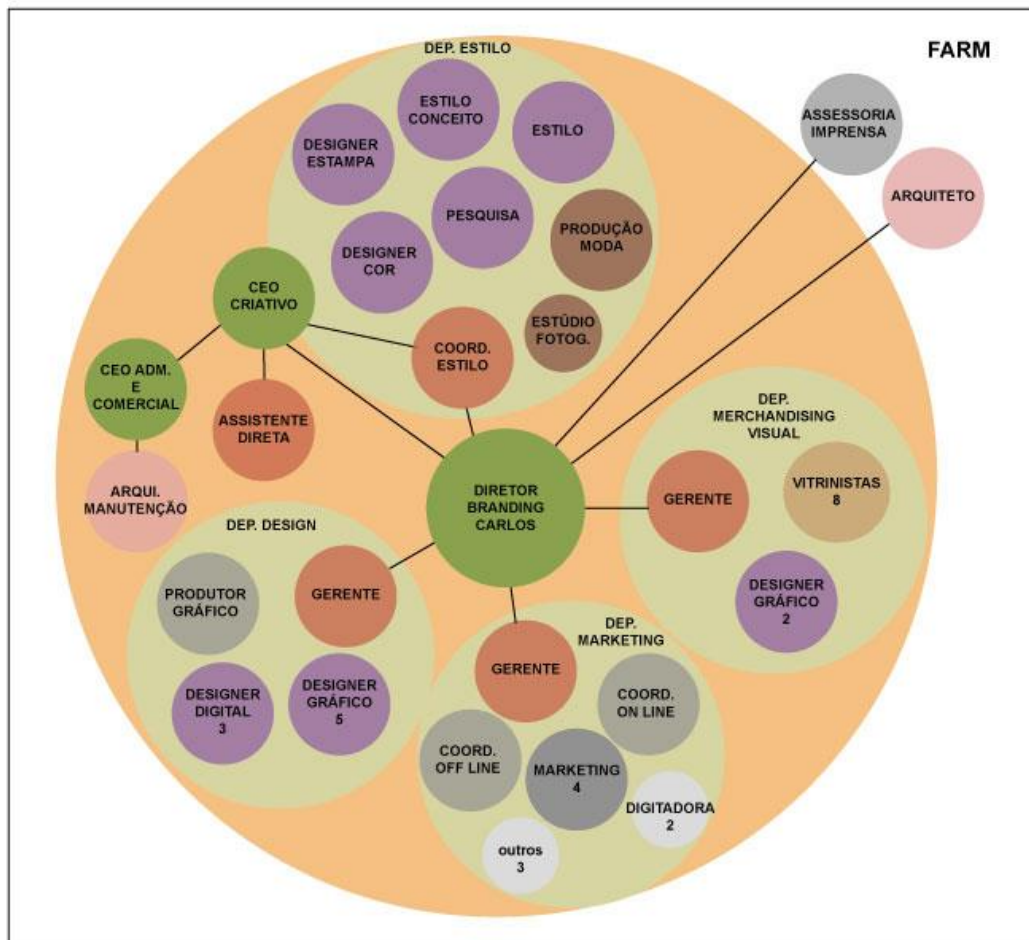 FARM
DEP. ESTILO
ESTILO
CONCEITO
ESTILO
DESIGNER
ESTAMPA
PESQUISA
PRODUÇÃO
MODA
DESIGNER
COR
ESTÚDIO
FOTOG.
COORD.
ESTILO
ASSESSORIA
IMPRENSA
ARQUITETO
CEO
CRIATIVO
CEO ADM.
E
COMERCIAL
ASSISTENTE
DIRETA
ARQUI.
MANUTENÇÃO
DIRETOR
BRANDING
CARLOS
DEP.
MERCHANDISING
VISUAL
GERENTE
VITRINISTAS
8
DESIGNER
GRÁFICO
2
DEP. DESIGN
PRODUTOR
GRÁFICO
GERENTE
DESIGNER
DIGITAL
3
DESIGNER
GRÁFICO
5
DEP.
MARKETING
GERENTE
COORD.
ON LINE
COORD.
OFF LINE
MARKETING
4
DIGITADORA
2
outros
3